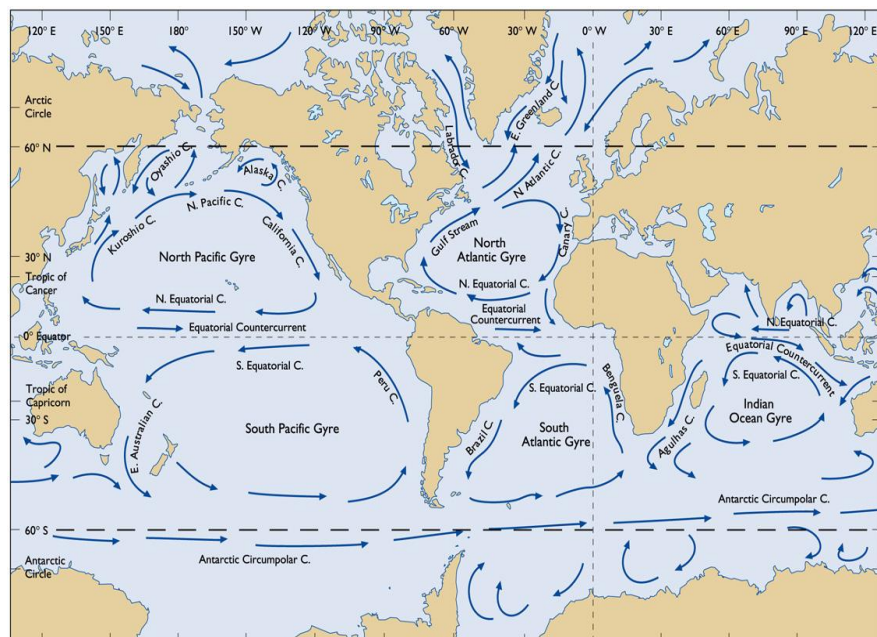 120° E 150° E 180° 150° W 120° W 60° W 30° W 0° W 30° E 60° E 90° E 120° E
Arctic
Circle
60° N
Oyashio C.
Alaska C.
Labrador C.
E. Greenland C.
N. Pacific C.
N Atlantic C.
Kuroshio C.
California C.
Gulf Stream
Canary C.
30° N
Tropic of
Cancer
North Pacific Gyre
North
Atlantic Gyre
N. Equatorial C.
N. Equatorial C.
N. Equatorial C.
Equatorial Countercurrent
Equatorial
Countercurrent
Equatorial Countercurrent
0° Equator
S. Equatorial C.
S. Equatorial C.
S. Equatorial C.
Tropic of
Capricorn
30° S
Peru C.
Benguela C.
E. Australian C.
South Pacific Gyre
Brazil C.
South
Atlantic Gyre
Agulhas C.
Indian
Ocean Gyre
Antarctic Circumpolar C.
60° S
Antarctic Circumpolar C.
Antarctic
Circle